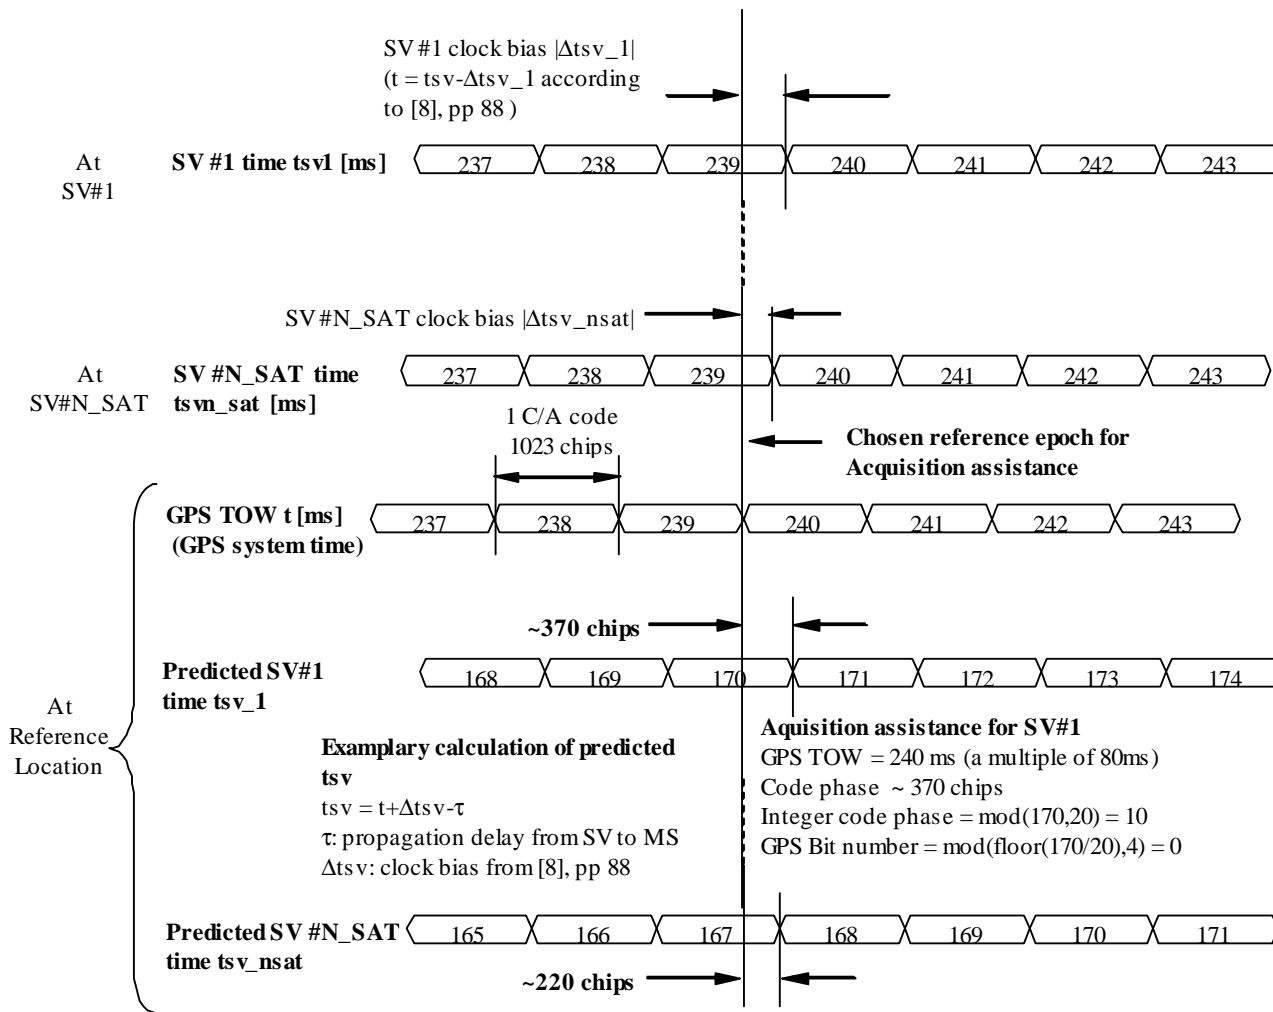 SV #1 clock bias |Δtsv_1|
(t = tsv-Δtsv_1 according
to [8], pp 88 )
At
SV#1
SV #1 time tsv1 [ms]
237 238 239 240 241 242 243
SV #N_SAT clock bias |Δtsv_nsat|
At
SV#N_SAT
SV #N_SAT time
tsvn_sat [ms]
237 238 239 240 241 242 243
1 C/A code
1023 chips
Chosen reference epoch for
Acquisition assistance
GPS TOW t [ms]
(GPS system time)
237 238 239 240 241 242 243
~370 chips
Predicted SV#1
time tsv_1
168 169 170 171 172 173 174
At
Reference
Location
Examplary calculation of predicted
tsv
tsv = t+Δtsv-τ
τ: propagation delay from SV to MS
Δtsv: clock bias from [8], pp 88
Aquisition assistance for SV#1
GPS TOW = 240 ms (a multiple of 80ms)
Code phase ~ 370 chips
Integer code phase = mod(170,20) = 10
GPS Bit number = mod(floor(170/20),4) = 0
Predicted SV #N_SAT
time tsv_nsat
165 166 167 168 169 170 171
~220 chips